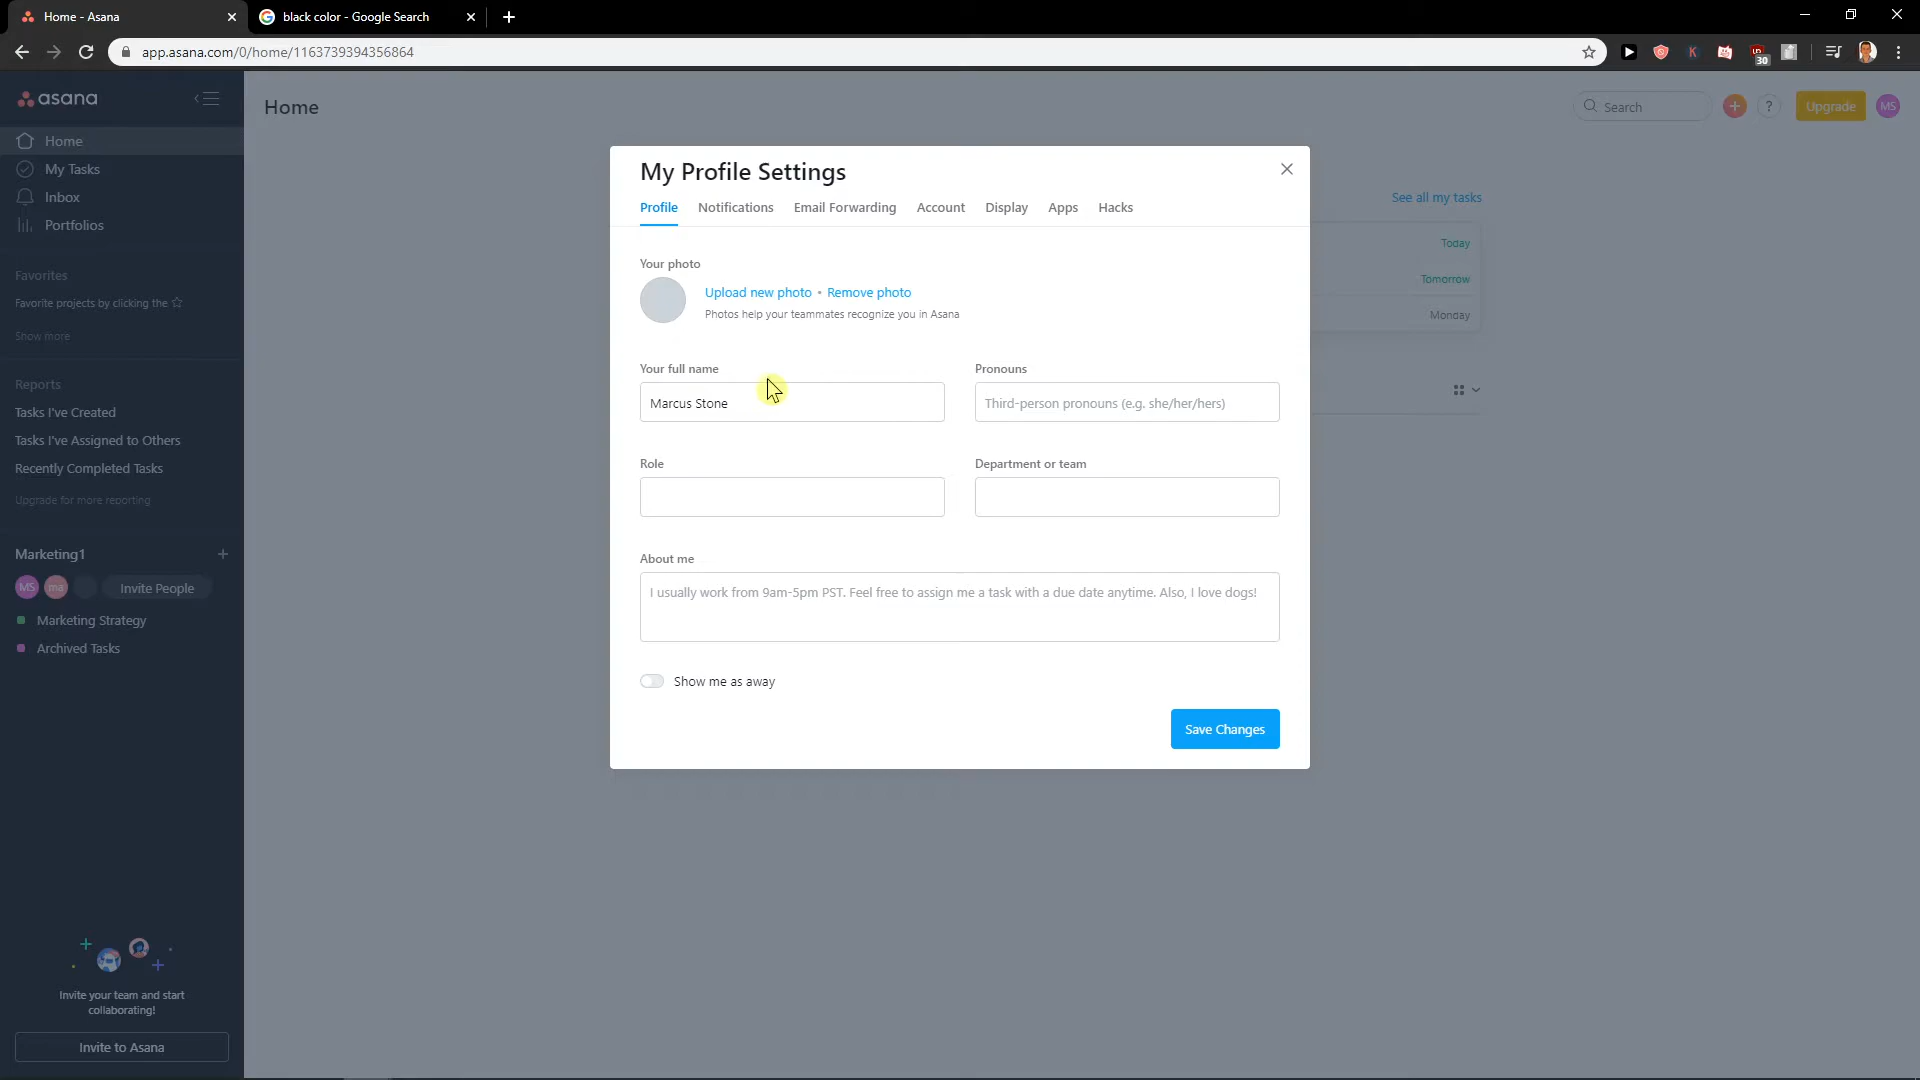 Home - Asana
black color - Google Search
app.asana.com/0/home/1163739394356864
30
asana
Home
My Tasks
Inbox
Portfolios
Favorites
Favorite projects by clicking the
Show more
Reports
Tasks I've Created
Tasks I've Assigned to Others
Recently Completed Tasks
Upgrade for more reporting
Marketing1
MS
ma
Invite People
Marketing Strategy
Archived Tasks
Invite your team and start
collaborating!
Invite to Asana
Home
Search
?
Upgrade
MS
See all my tasks
Today
Tomorrow
Monday
My Profile Settings
Profile Notifications Email Forwarding Account Display Apps Hacks
Your photo
Upload new photo • Remove photo
Photos help your teammates recognize you in Asana
Your full name
Marcus Stone
Pronouns
Third-person pronouns (e.g. she/her/hers)
Role
Department or team
About me
I usually work from 9am-5pm PST. Feel free to assign me a task with a due date anytime. Also, I love dogs!
Show me as away
Save Changes